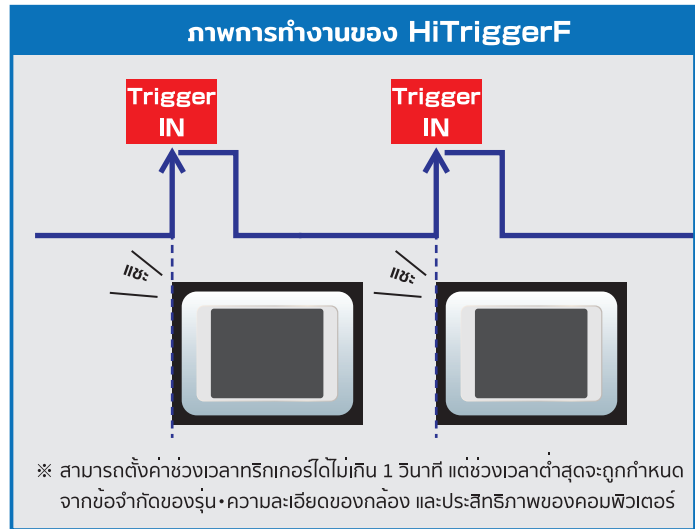 ภาพการทำงานของ HiTriggerF
Trigger
IN
Trigger
IN
แชะ
แชะ
※ สามารถตั้งค่าช่วงเวลาทริกเกอร์ได้ไม่เกิน 1 วินาที แต่ช่วงเวลาต่ำสุดจะถูกกำหนด
จากข้อจำกัดของรุ่น•ความละเอียดของกล้อง และประสิทธิภาพของคอมพิวเตอร์